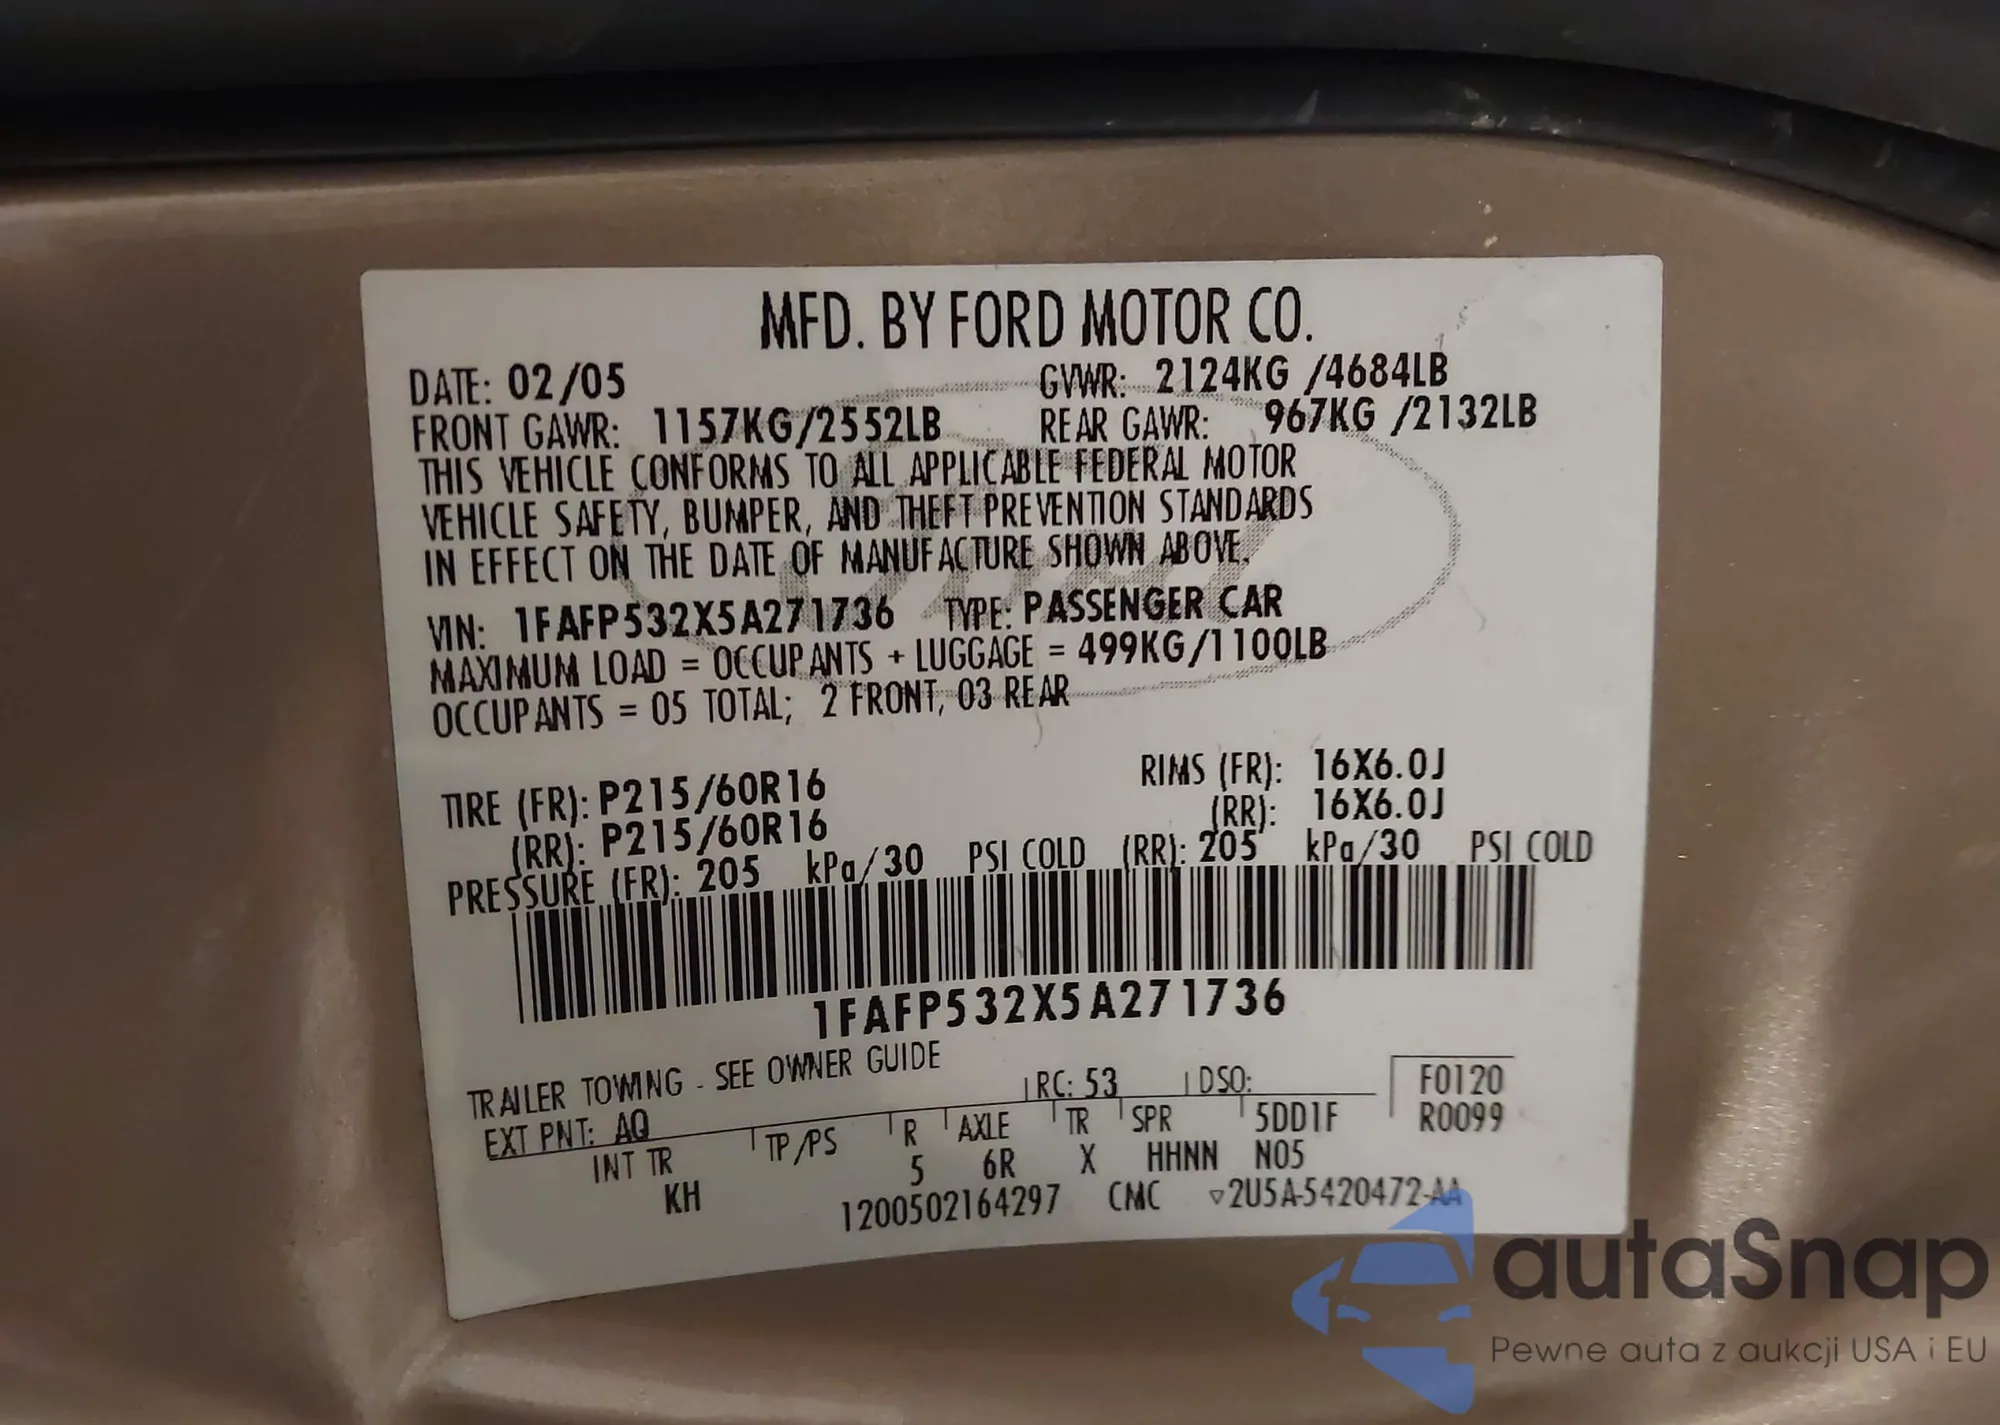 MFD. BY FORD MOTOR CO.
DATE: 02/05 GVWR: 2124KG /4684LB
FRONT GAWR: 1157KG/2552LB REAR GAWR: 967KG /2132LB
THIS VEHICLE CONFORMS TO ALL APPLICABLE FEDERAL MOTOR
VEHICLE SAFETY, BUMPER, AND THEFT PREVENTION STANDARDS
IN EFFECT ON THE DATE OF MANUFACTURE SHOWN ABOVE.
VIN: 1FAFP532X5A271736 TYPE: PASSENGER CAR
MAXIMUM LOAD = OCCUPANTS + LUGGAGE = 499KG/1100LB
OCCUPANTS = 05 TOTAL; 2 FRONT, 03 REAR
TIRE (FR): P215/60R16 RIMS (FR): 16X6.0J
(RR): P215/60R16 (RR): 16X6.0J
PRESSURE (FR): 205 kPa/30 PSI COLD (RR): 205 kPa/30 PSI COLD
1FAFP532X5A271736
TRAILER TOWING - SEE OWNER GUIDE
EXT PNT: AQ RC: 53 DSO: F0120
INT TR TP/PS R AXLE TR SPR 5DD1F R0099
KH 5 6R X HHNN N05
1200502164297 CMC ▽2U5A-5420472-AA
autaSnap
Pewne auta z aukcji USA i EU